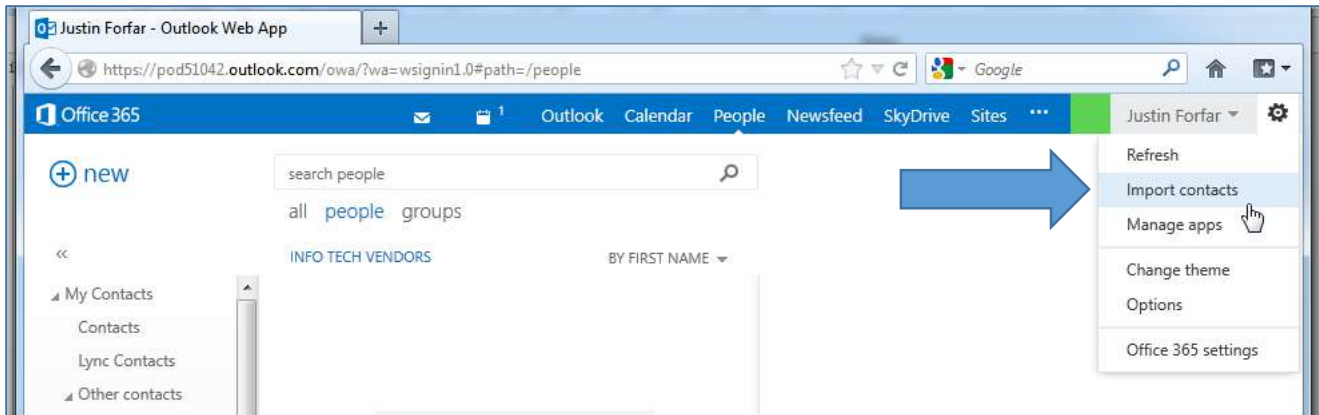 Justin Forfar - Outlook Web App
https://pod51042.outlook.com/owa/?wa=wsignin1.0#path=/people
Google
Office 365
1
Outlook Calendar People Newsfeed SkyDrive Sites ···
Justin Forfar
new
search people
all people groups
«
INFO TECH VENDORS
BY FIRST NAME
My Contacts
Contacts
Lync Contacts
Other contacts
Refresh
Import contacts
Manage apps
Change theme
Options
Office 365 settings